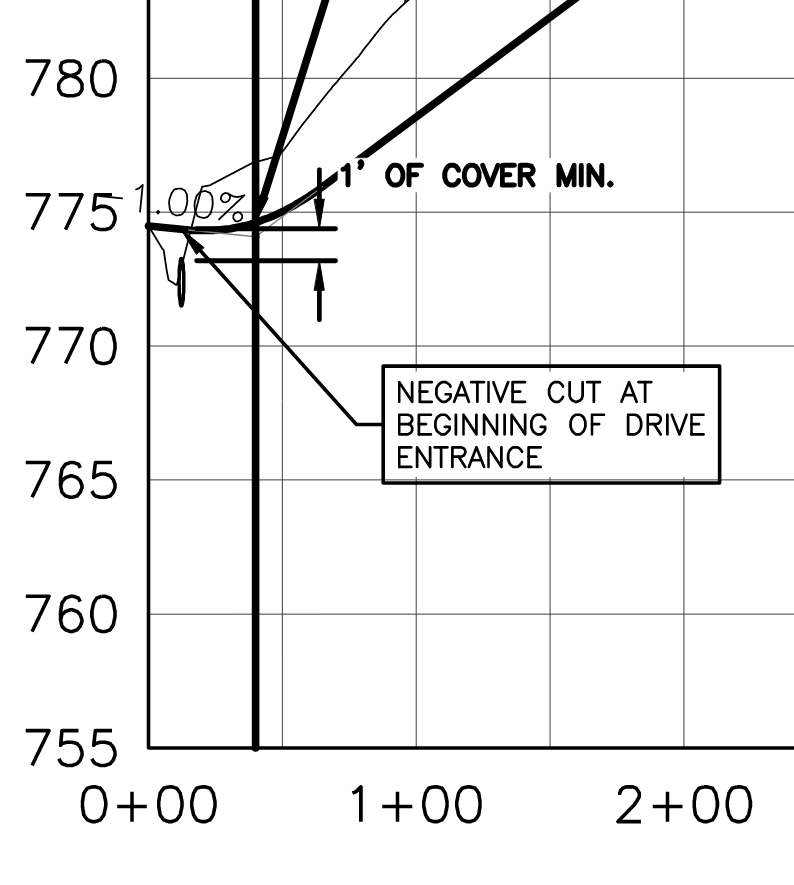 780
1' OF COVER MIN.
775
-1.00%
770
NEGATIVE CUT AT
BEGINNING OF DRIVE
ENTRANCE
765
760
755
0+00 1+00 2+00